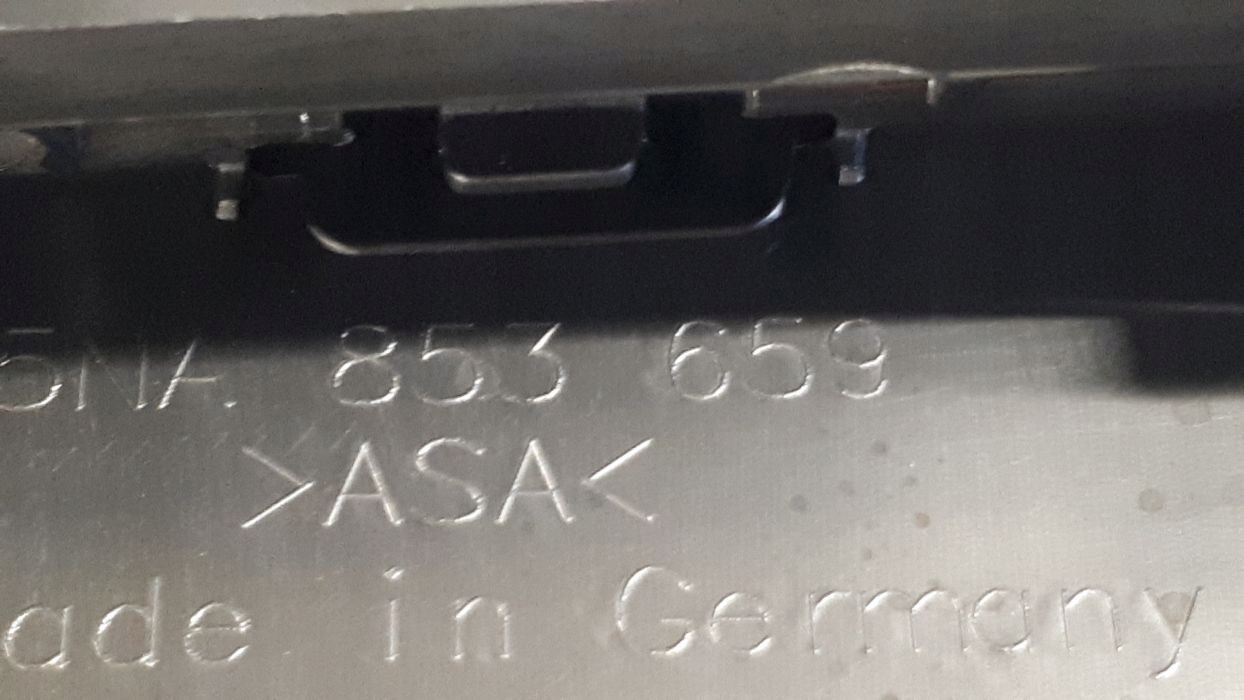 5NA 853 659
>ASA<
ade in Germany